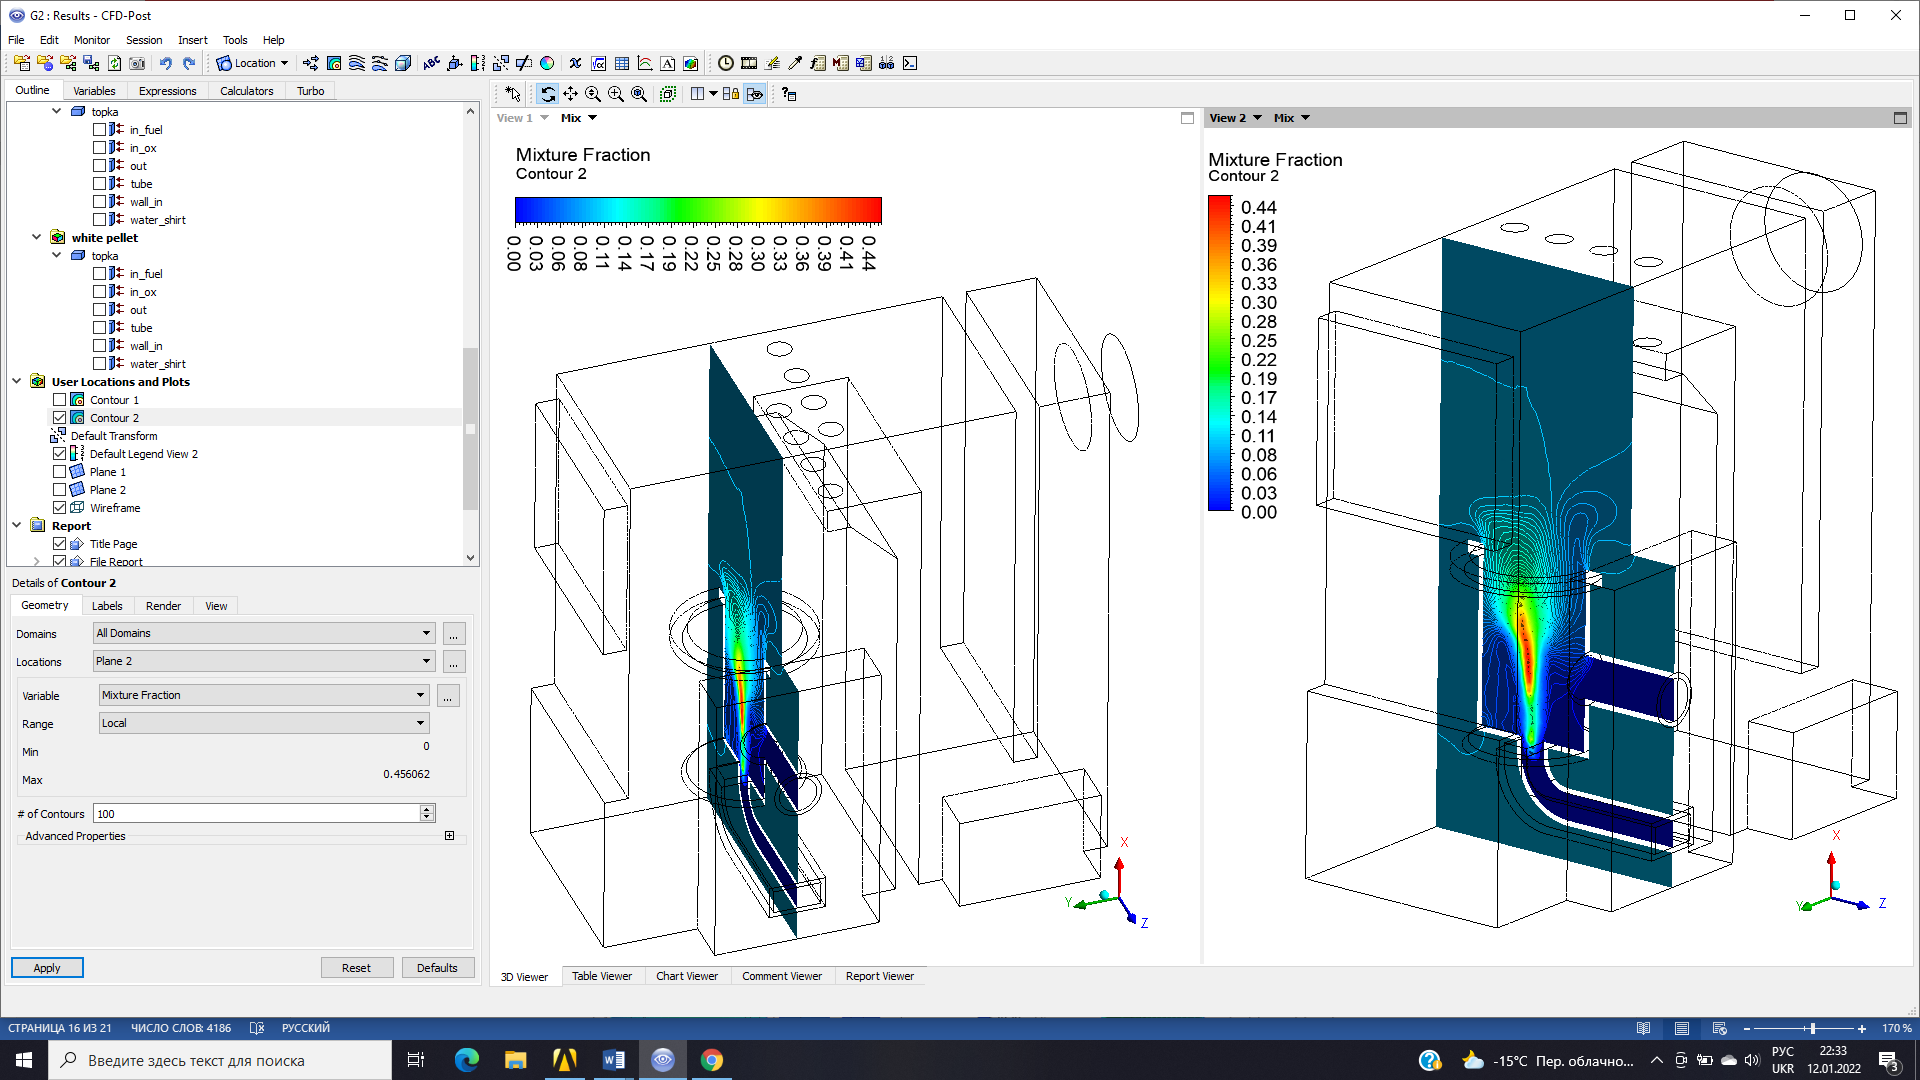 G2 : Results - CFD-Post
File Edit Monitor Session Insert Tools Help
Location
Outline Variables Expressions Calculators Turbo
topka
in_fuel
in_ox
out
tube
wall_in
water_shirt
white pellet
topka
in_fuel
in_ox
out
tube
wall_in
water_shirt
User Locations and Plots
Contour 1
Contour 2
Default Transform
Default Legend View 2
Plane 1
Plane 2
Wireframe
Report
Title Page
File Report
Details of Contour 2
Geometry Labels Render View
Domains All Domains ...
Locations Plane 2 ...
Variable Mixture Fraction ...
Range Local
Min 0
Max 0.456062
# of Contours 100
Advanced Properties
Apply Reset Defaults
View 1 Mix
Mixture Fraction
Contour 2
0.00 0.03 0.06 0.08 0.11 0.14 0.17 0.19 0.22 0.25 0.28 0.30 0.33 0.36 0.39 0.41 0.44
X
Y
Z
View 2 Mix
Mixture Fraction
Contour 2
0.44
0.41
0.39
0.36
0.33
0.30
0.28
0.25
0.22
0.19
0.17
0.14
0.11
0.08
0.06
0.03
0.00
X
Y
Z
3D Viewer Table Viewer Chart Viewer Comment Viewer Report Viewer
СТРАНИЦА 16 ИЗ 21 ЧИСЛО СЛОВ: 4186 РУССКИЙ 170 %
Введите здесь текст для поиска
-15°C Пер. облачно...
РУС
UKR
22:33
12.01.2022
3